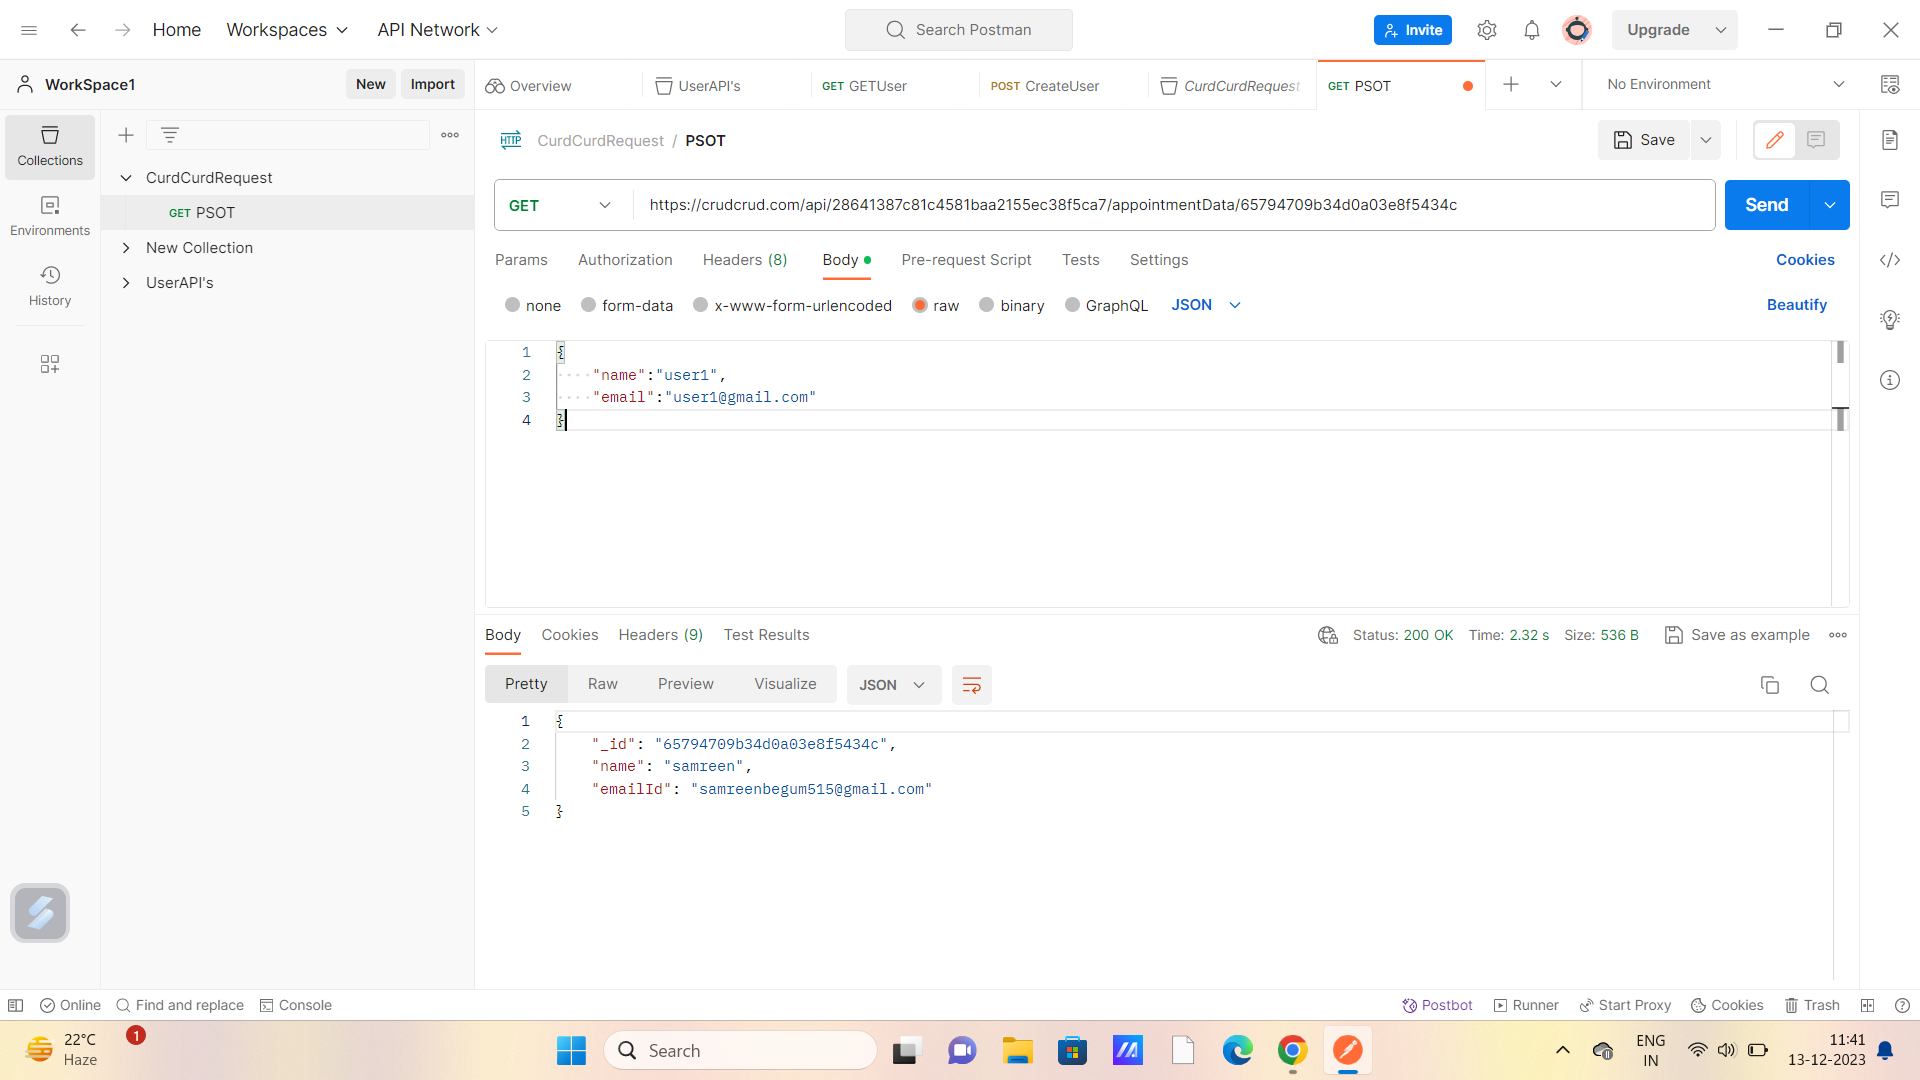 Home Workspaces API Network Search Postman Invite Upgrade
WorkSpace1 New Import Overview UserAPI's GET GETUser POST CreateUser CurdCurdRequest GET PSOT No Environment
Collections
Environments
History
CurdCurdRequest
GET PSOT
New Collection
UserAPI's
HTTP CurdCurdRequest / PSOT Save
GET https://crudcrud.com/api/28641387c81c4581baa2155ec38f5ca7/appointmentData/65794709b34d0a03e8f5434c Send
Params Authorization Headers (8) Body Pre-request Script Tests Settings Cookies
none form-data x-www-form-urlencoded raw binary GraphQL JSON Beautify
1 {
2 "name":"user1",
3 "email":"user1@gmail.com"
4 }
Body Cookies Headers (9) Test Results Status: 200 OK Time: 2.32 s Size: 536 B Save as example
Pretty Raw Preview Visualize JSON
1 {
2 "_id": "65794709b34d0a03e8f5434c",
3 "name": "samreen",
4 "emailId": "samreenbegum515@gmail.com"
5 }
Online Find and replace Console Postbot Runner Start Proxy Cookies Trash
22°C
Haze
1
Search
ENG
IN
11:41
13-12-2023